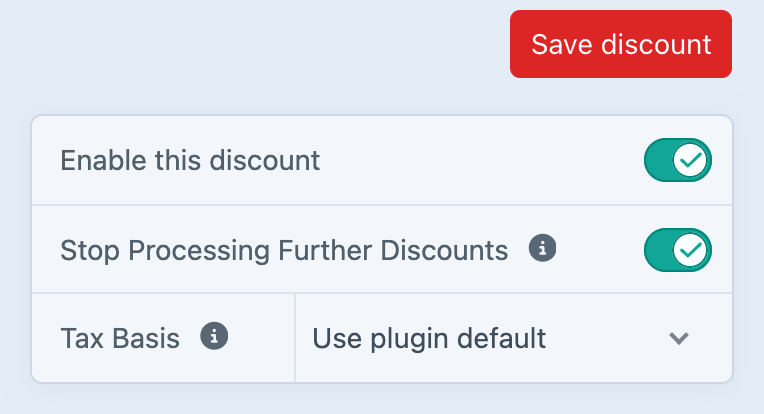 Save discount
Enable this discount
Stop Processing Further Discounts
Tax Basis
Use plugin default